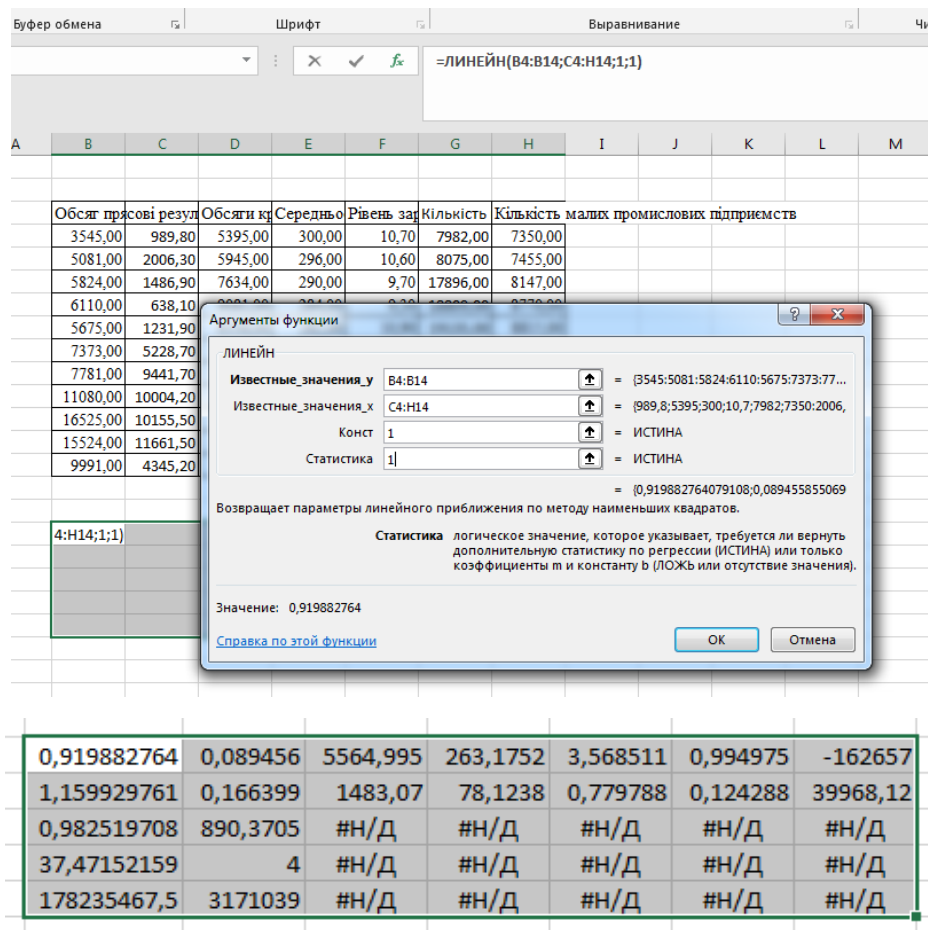 Буфер обмена Шрифт Выравнивание Чи
=ЛИНЕЙН(B4:B14;C4:H14;1;1)
A B C D E F G H I J K L M
Обсяг пря сові резул Обсяги кр Середньо Рівень зар Кількість Кількість малих промислових підприємств
3545,00 989,80 5395,00 300,00 10,70 7982,00 7350,00
5081,00 2006,30 5945,00 296,00 10,60 8075,00 7455,00
5824,00 1486,90 7634,00 290,00 9,70 17896,00 8147,00
6110,00 638,10
5675,00 1231,90
7373,00 5228,70
7781,00 9441,70
11080,00 10004,20
16525,00 10155,50
15524,00 11661,50
9991,00 4345,20
4:H14;1;1)
Аргументы функции
ЛИНЕЙН
Известные_значения_y B4:B14 = {3545:5081:5824:6110:5675:7373:77...
Известные_значения_x C4:H14 = {989,8;5395;300;10,7;7982;7350:2006,
Конст 1 = ИСТИНА
Статистика 1 = ИСТИНА
= {0,919882764079108;0,089455855069
Возвращает параметры линейного приближения по методу наименьших квадратов.
Статистика логическое значение, которое указывает, требуется ли вернуть
дополнительную статистику по регрессии (ИСТИНА) или только
коэффициенты m и константу b (ЛОЖЬ или отсутствие значения).
Значение: 0,919882764
Справка по этой функции OK Отмена
0,919882764 0,089456 5564,995 263,1752 3,568511 0,994975 -162657
1,159929761 0,166399 1483,07 78,1238 0,779788 0,124288 39968,12
0,982519708 890,3705 #Н/Д #Н/Д #Н/Д #Н/Д #Н/Д
37,47152159 4 #Н/Д #Н/Д #Н/Д #Н/Д #Н/Д
178235467,5 3171039 #Н/Д #Н/Д #Н/Д #Н/Д #Н/Д